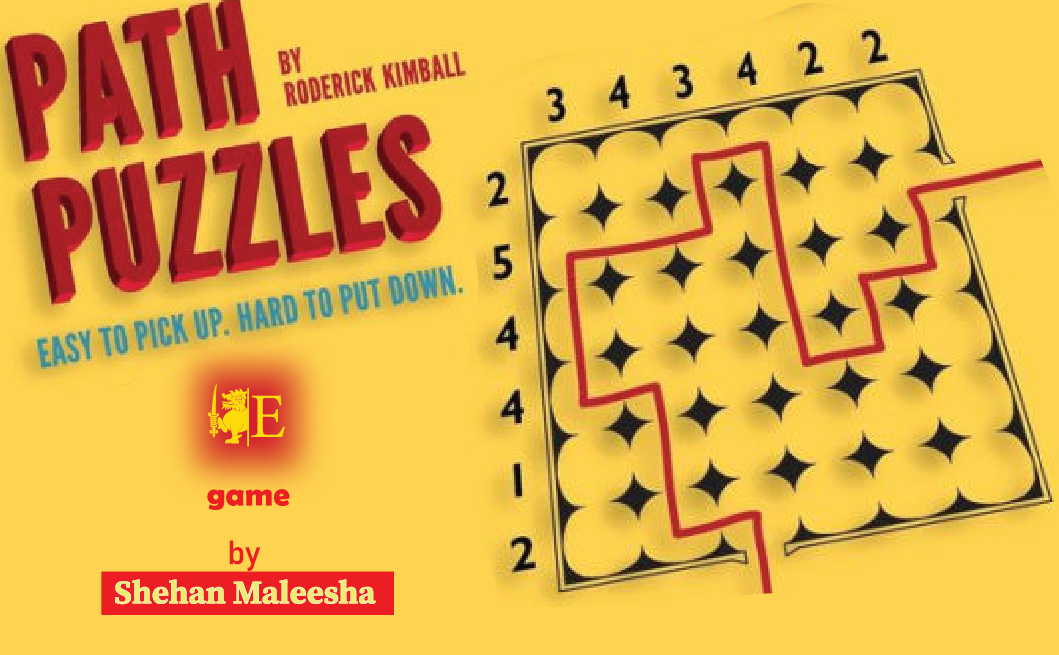 PATH
PUZZLES
BY
RODERICK KIMBALL
EASY TO PICK UP. HARD TO PUT DOWN.
E
game
by
Shehan Maleesha
3 4 3 4 2 2
2
5
4
4
1
2